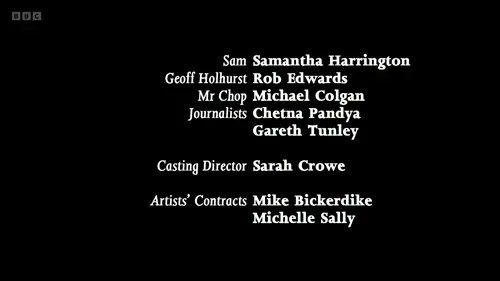 BBC
Sam Samantha Harrington
Geoff Holhurst Rob Edwards
Mr Chop Michael Colgan
Journalists Chetna Pandya
Gareth Tunley
Casting Director Sarah Crowe
Artists' Contracts Mike Bickerdike
Michelle Sally